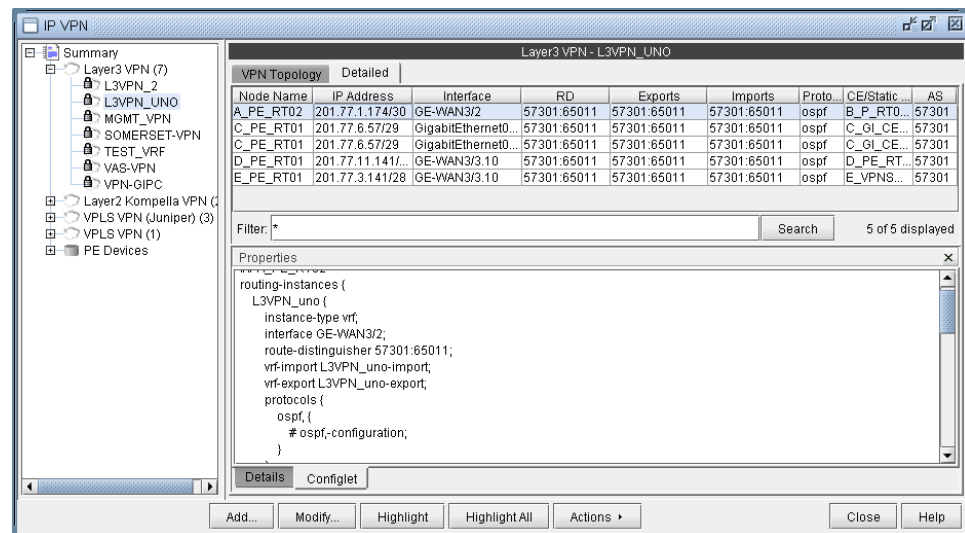 IP VPN
Summary
Layer3 VPN (7)
L3VPN_2
L3VPN_UNO
MGMT_VPN
SOMERSET-VPN
TEST_VRF
VAS-VPN
VPN-GIPC
Layer2 Kompella VPN (
VPLS VPN (Juniper) (3)
VPLS VPN (1)
PE Devices
Layer3 VPN - L3VPN_UNO
VPN Topology Detailed
Node Name IP Address Interface RD Exports Imports Proto... CE/Static ... AS
A_PE_RT02 201.77.1.174/30 GE-WAN3/2 57301:65011 57301:65011 57301:65011 ospf B_P_RT0... 57301
C_PE_RT01 201.77.6.57/29 GigabitEthernet0... 57301:65011 57301:65011 57301:65011 ospf C_GI_CE... 57301
C_PE_RT01 201.77.6.57/29 GigabitEthernet0... 57301:65011 57301:65011 57301:65011 ospf C_GI_CE... 57301
D_PE_RT01 201.77.11.141/... GE-WAN3/3.10 57301:65011 57301:65011 57301:65011 ospf D_PE_RT... 57301
E_PE_RT01 201.77.3.141/28 GE-WAN3/3.10 57301:65011 57301:65011 57301:65011 ospf E_VPNS... 57301
Filter: * Search 5 of 5 displayed
Properties
routing-instances {
L3VPN_uno {
instance-type vrf;
interface GE-WAN3/2;
route-distinguisher 57301:65011;
vrf-import L3VPN_uno-import;
vrf-export L3VPN_uno-export;
protocols {
ospf, {
# ospf,-configuration;
}
Details Configlet
Add... Modify... Highlight Highlight All Actions Close Help